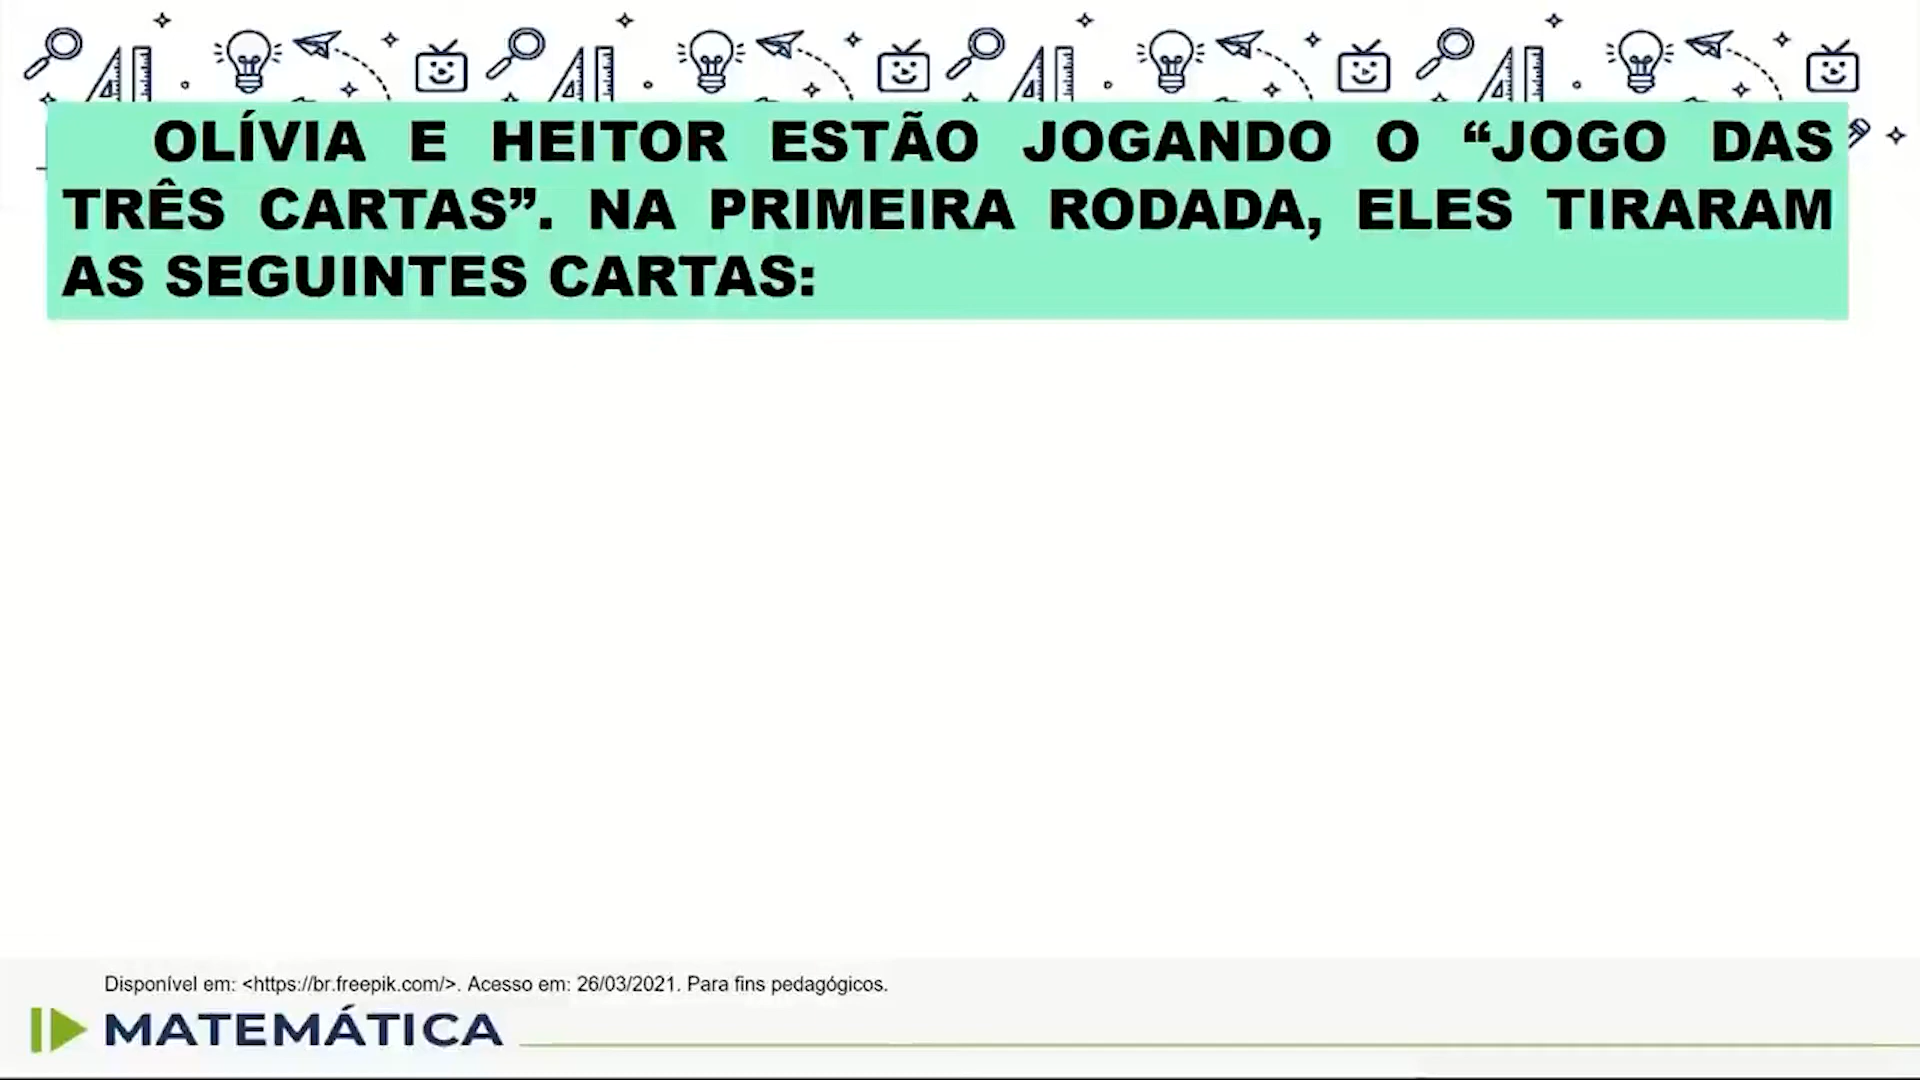 OLÍVIA E HEITOR ESTÃO JOGANDO O “JOGO DAS
TRÊS CARTAS”. NA PRIMEIRA RODADA, ELES TIRARAM
AS SEGUINTES CARTAS:
Disponível em: <https://br.freepik.com/>. Acesso em: 26/03/2021. Para fins pedagógicos.
MATEMÁTICA